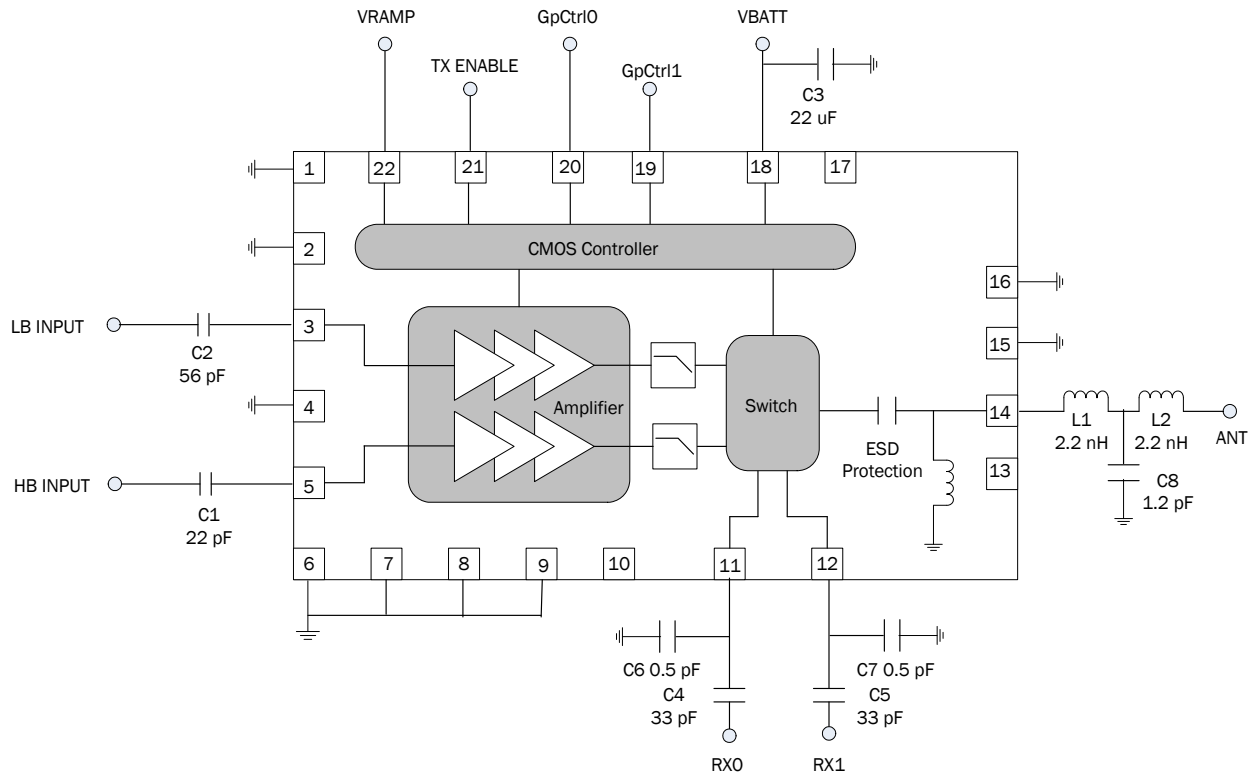 VRAMP
GpCtrl0
VBATT
TX ENABLE
GpCtrl1
C3
22 uF
1
22
21
20
19
18
17
2
CMOS Controller
16
LB INPUT
3
C2
56 pF
15
4
Amplifier
Switch
14
L1
2.2 nH
L2
2.2 nH
ANT
ESD
Protection
13
C8
1.2 pF
HB INPUT
5
C1
22 pF
6
7
8
9
10
11
12
C6 0.5 pF
C7 0.5 pF
C4
33 pF
C5
33 pF
RX0
RX1